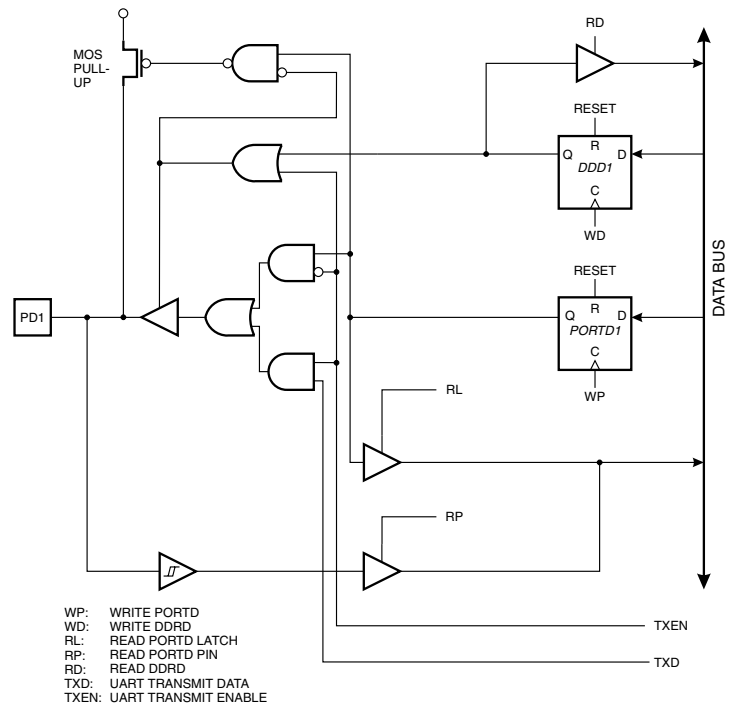 RD
MOS
PULL-
UP
RESET
R
Q
D
DDD1
C
WD
DATA BUS
RESET
PD1
R
Q
D
PORTD1
C
WP
RL
RP
WP: WRITE PORTD
WD: WRITE DDRD
RL: READ PORTD LATCH
RP: READ PORTD PIN
RD: READ DDRD
TXD: UART TRANSMIT DATA
TXEN: UART TRANSMIT ENABLE
TXEN
TXD